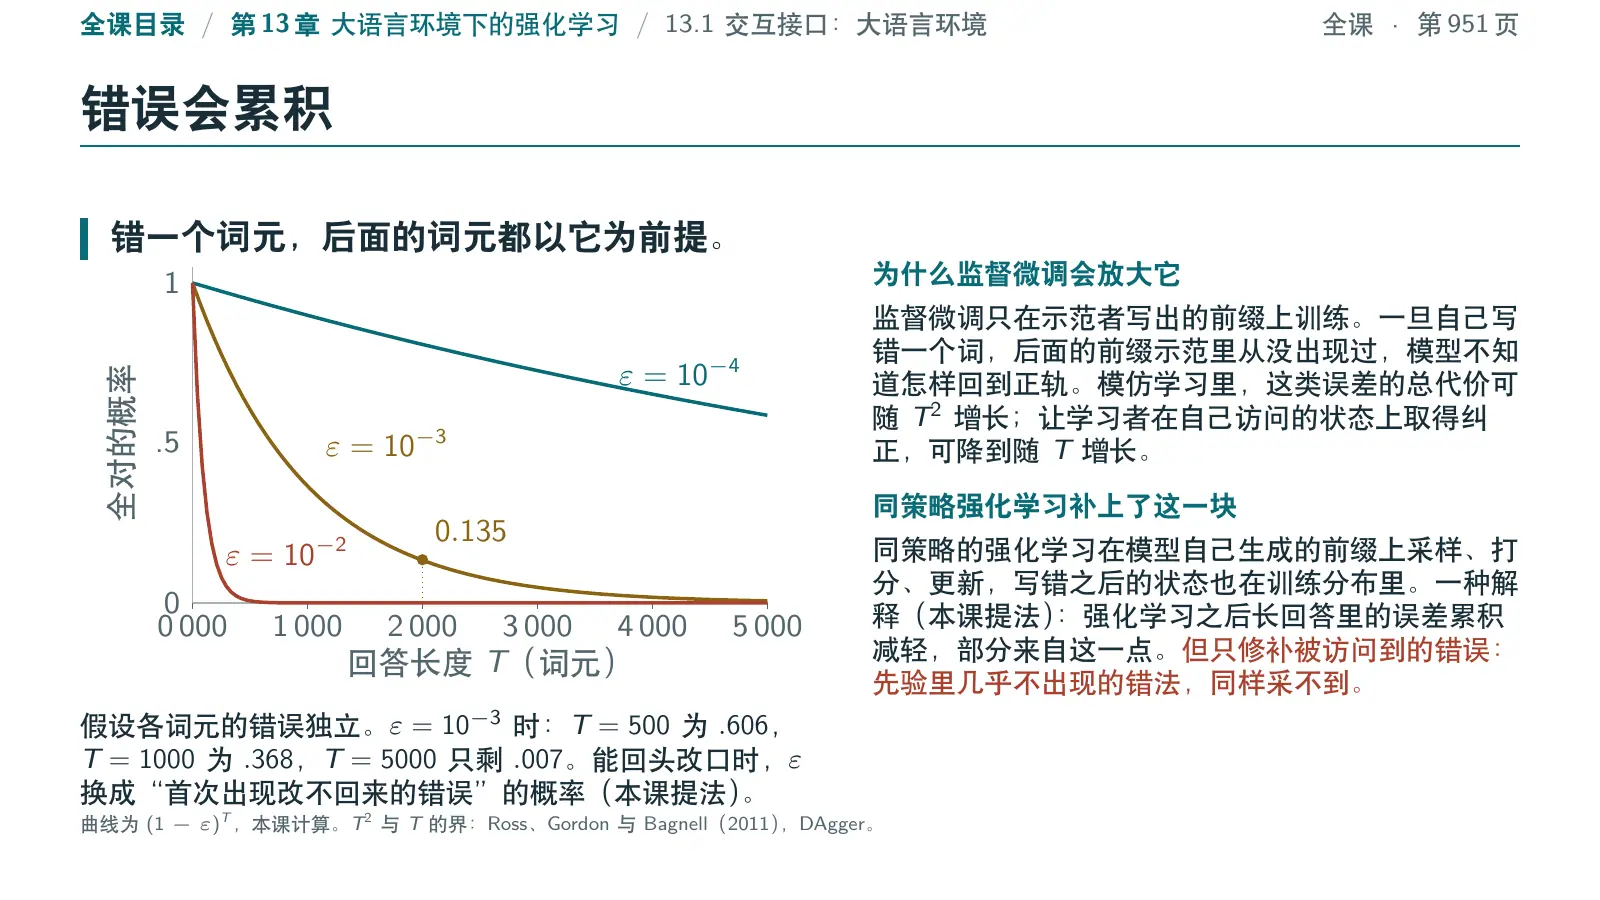 全课目录 / 第13章 大语言环境下的强化学习 / 13.1 交互接口：大语言环境
全课 · 第951页
错误会累积
错一个词元，后面的词元都以它为前提。
1
.5
0
全对的概率
ε = 10⁻⁴
ε = 10⁻³
0.135
ε = 10⁻²
0 000 1 000 2 000 3 000 4 000 5 000
回答长度 T（词元）
假设各词元的错误独立。ε = 10⁻³ 时：T = 500 为 .606，
T = 1000 为 .368，T = 5000 只剩 .007。能回头改口时，ε
换成“首次出现改不回来的错误”的概率（本课提法）。
曲线为 (1 − ε)ᵀ，本课计算。T² 与 T 的界：Ross、Gordon 与 Bagnell (2011)，DAgger。
为什么监督微调会放大它
监督微调只在示范者写出的前缀上训练。一旦自己写
错一个词，后面的前缀示范里从没出现过，模型不知
道怎样回到正轨。模仿学习里，这类误差的总代价可
随 T² 增长；让学习者在自己访问的状态上取得纠
正，可降到随 T 增长。
同策略强化学习补上了这一块
同策略的强化学习在模型自己生成的前缀上采样、打
分、更新，写错之后的状态也在训练分布里。一种解
释（本课提法）：强化学习之后长回答里的误差累积
减轻，部分来自这一点。但只修补被访问到的错误：
先验里几乎不出现的错法，同样采不到。